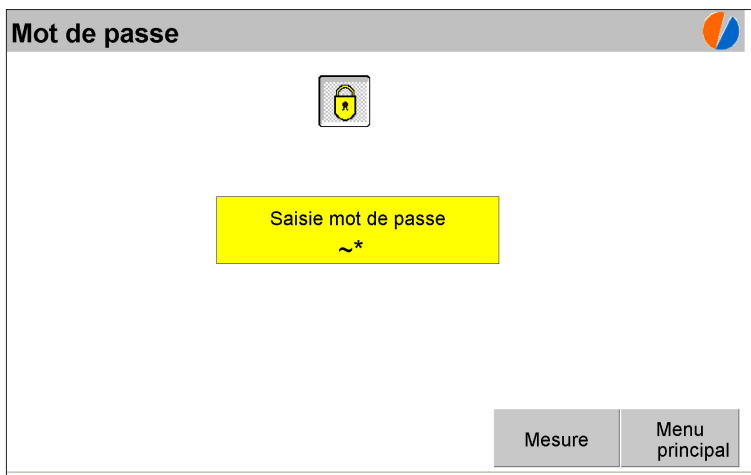 Mot de passe
Saisie mot de passe
~*
Mesure
Menu
principal